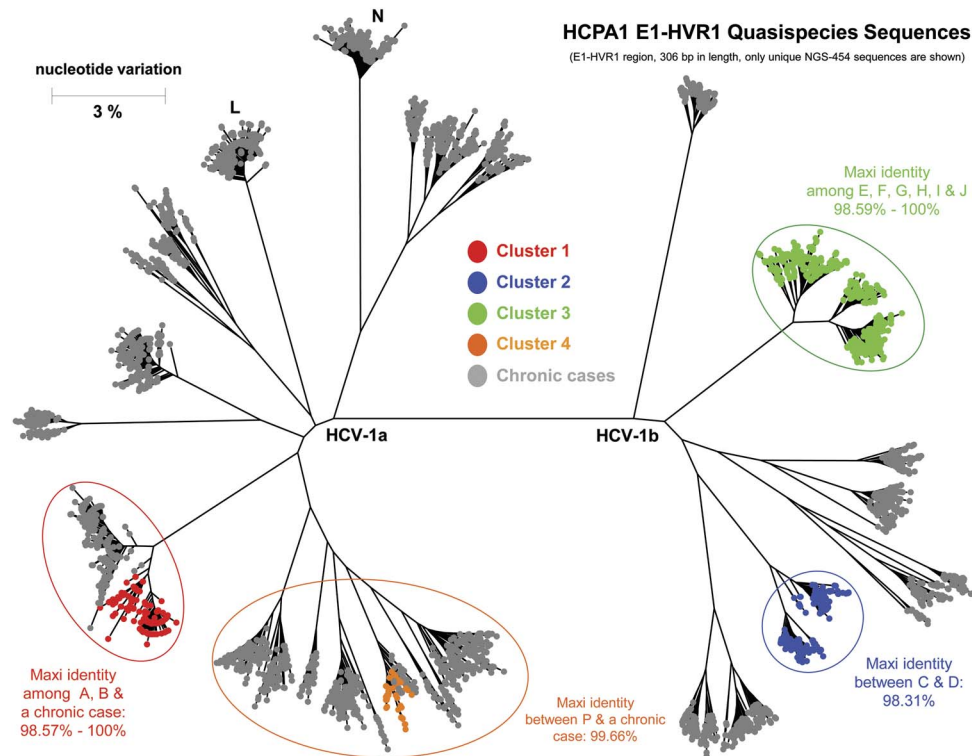 N
HCPA1 E1-HVR1 Quasispecies Sequences
(E1-HVR1 region, 306 bp in length, only unique NGS-454 sequences are shown)
nucleotide variation
3 %
L
Maxi identity
among E, F, G, H, I & J
98.59% - 100%
Cluster 1
Cluster 2
Cluster 3
Cluster 4
Chronic cases
HCV-1a
HCV-1b
Maxi identity
among A, B &
a chronic case:
98.57% - 100%
Maxi identity
between P & a chronic
case: 99.66%
Maxi identity
between C & D:
98.31%